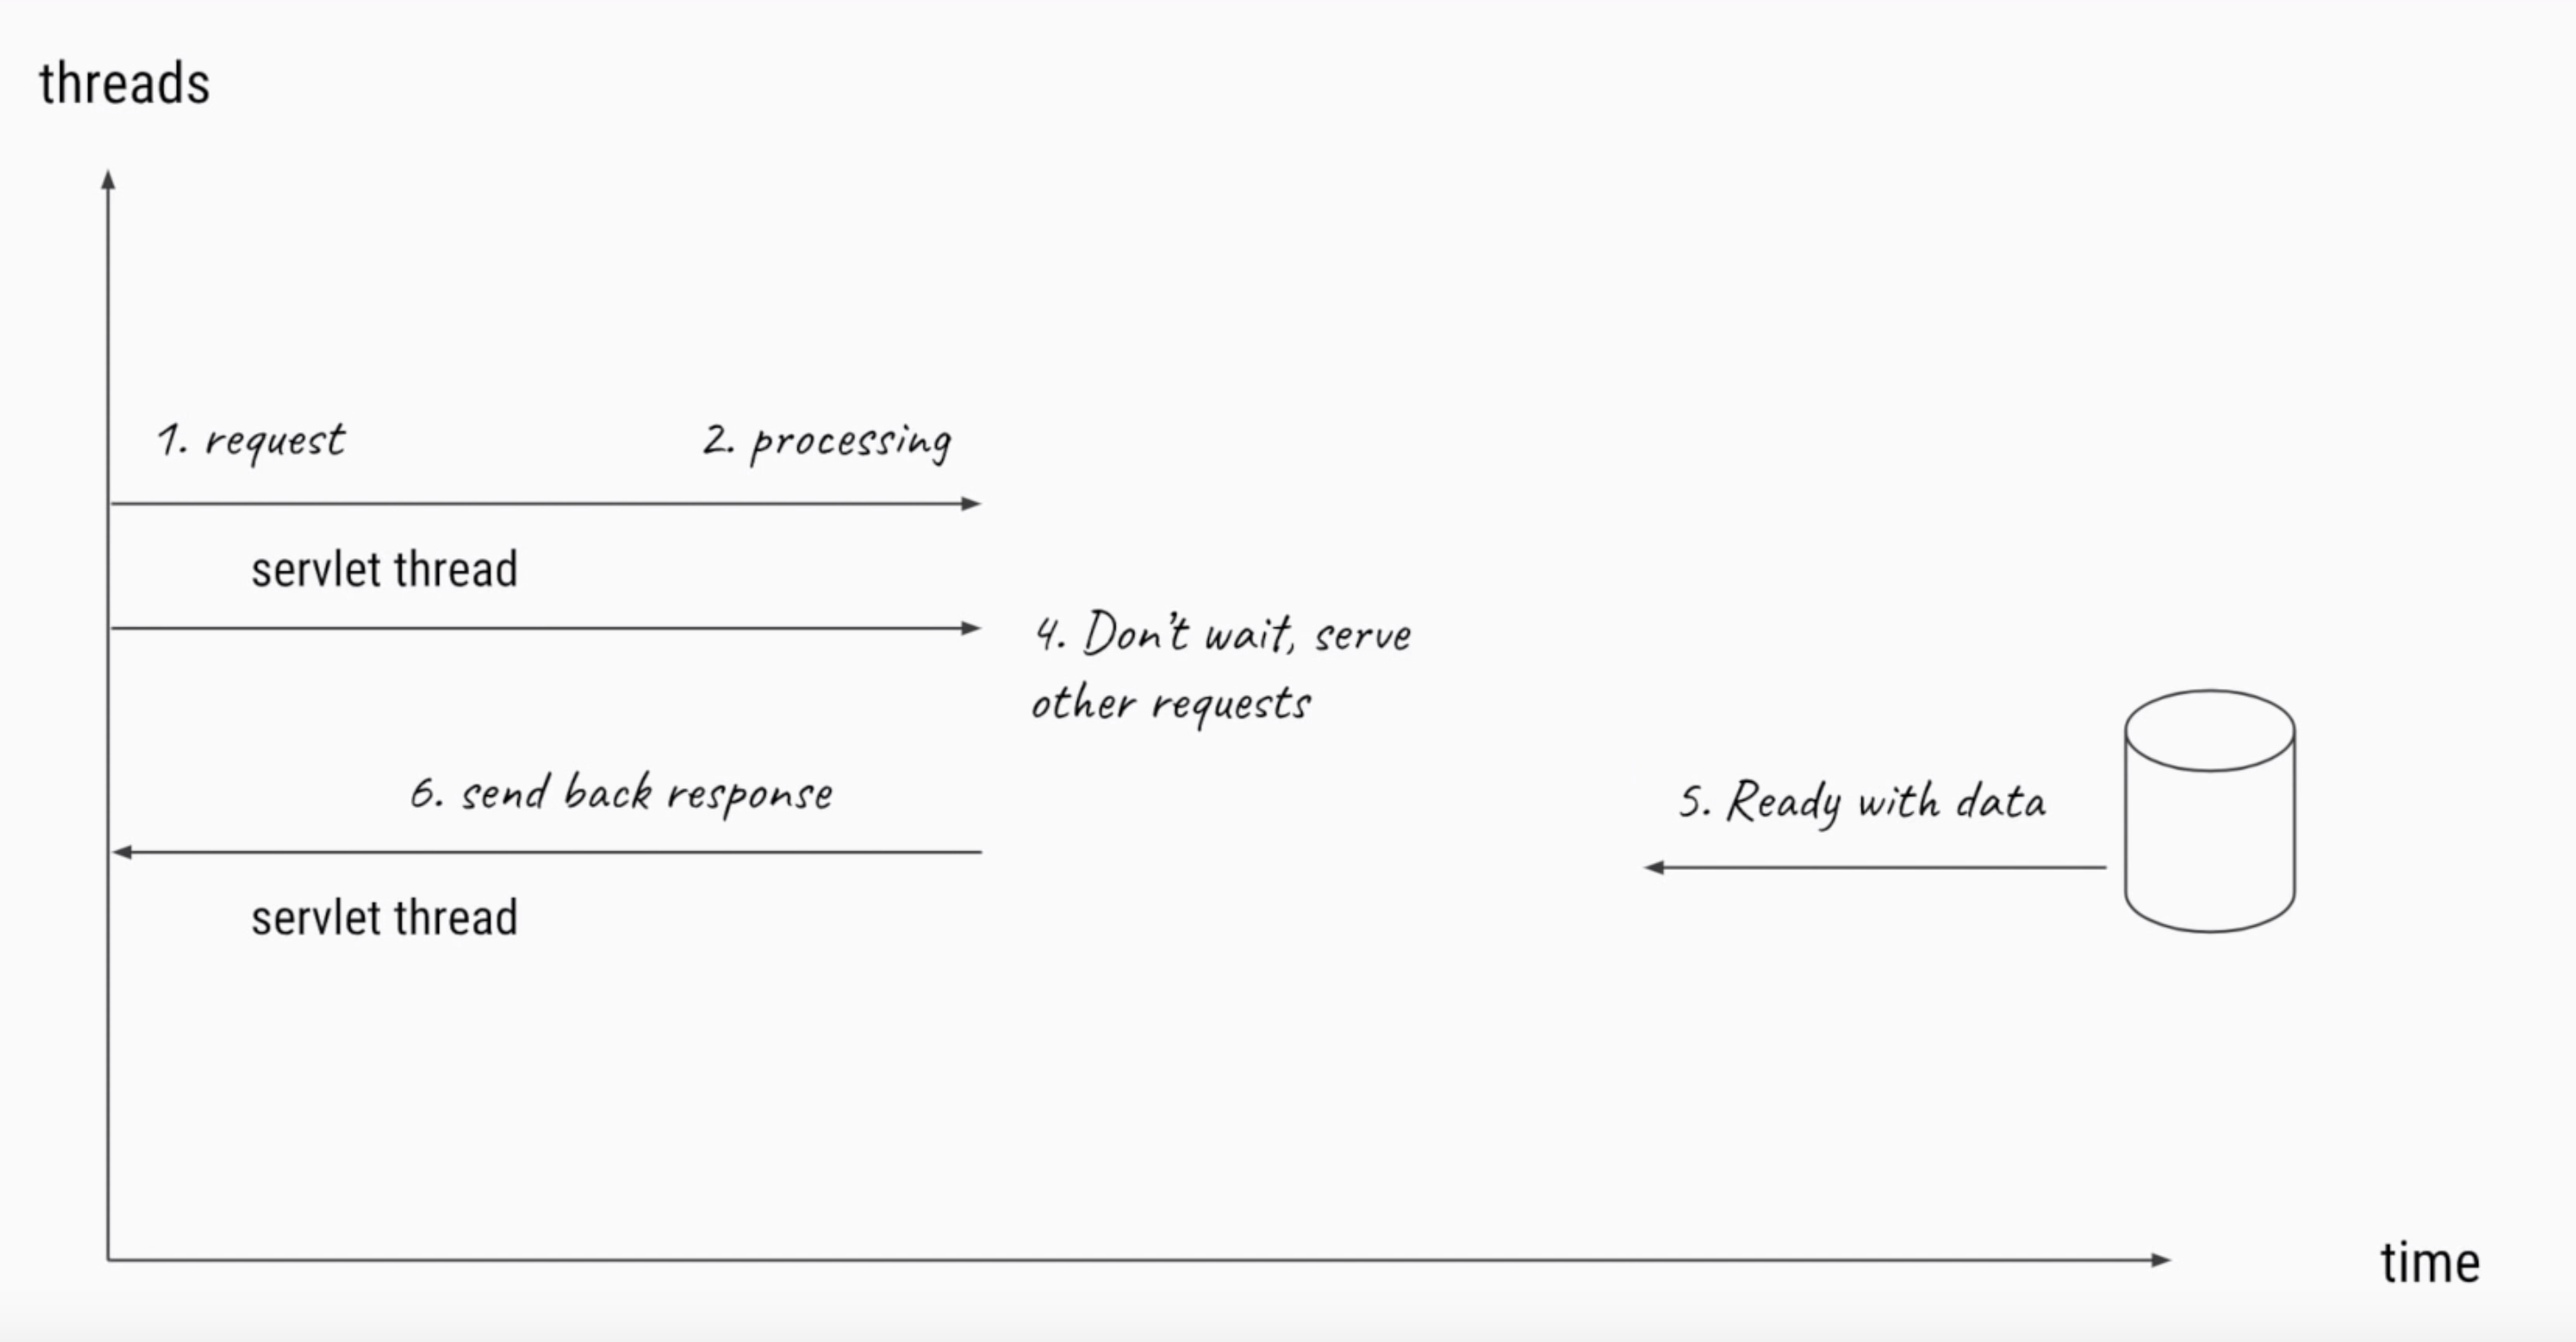 threads
1. request
2. processing
servlet thread
4. Don't wait, serve
other requests
6. send back response
5. Ready with data
servlet thread
time